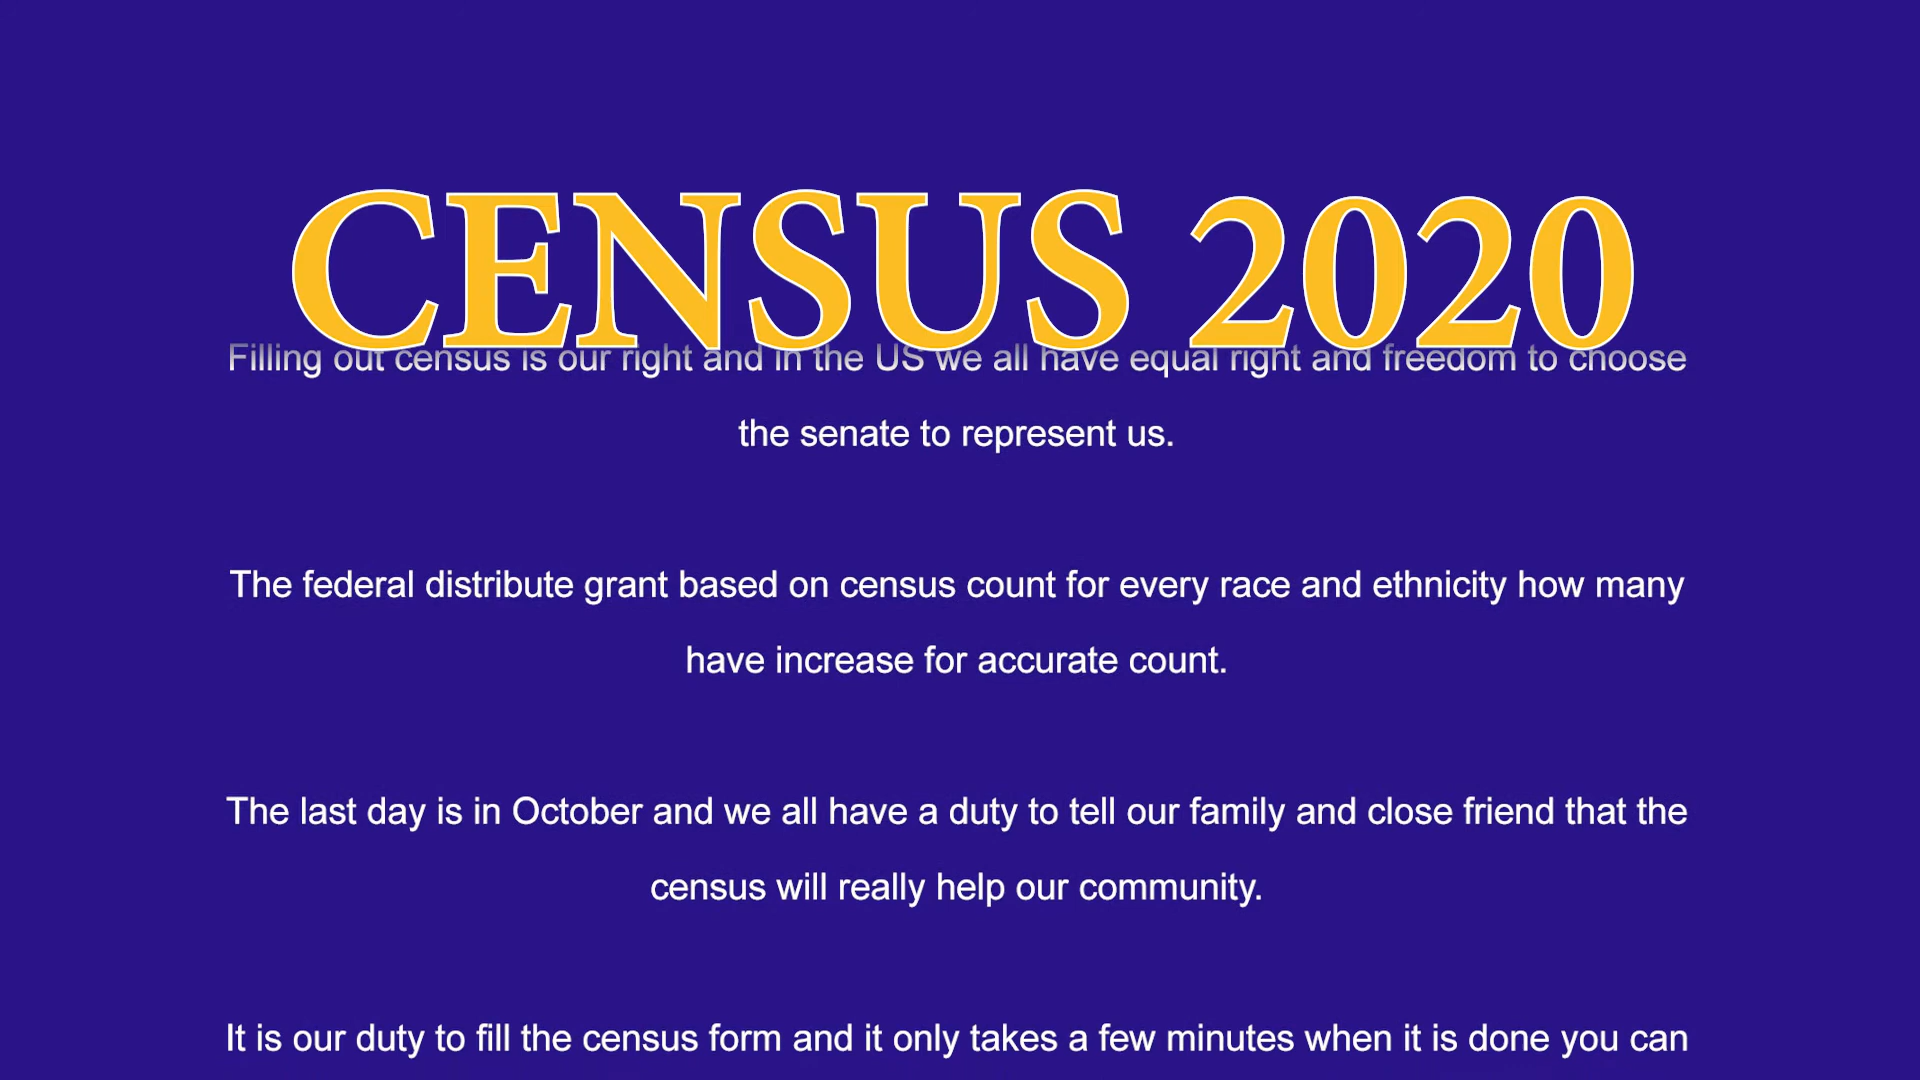 CENSUS 2020
Filling out census is our right and in the US we all have equal right and freedom to choose
the senate to represent us.
The federal distribute grant based on census count for every race and ethnicity how many
have increase for accurate count.
The last day is in October and we all have a duty to tell our family and close friend that the
census will really help our community.
It is our duty to fill the census form and it only takes a few minutes when it is done you can